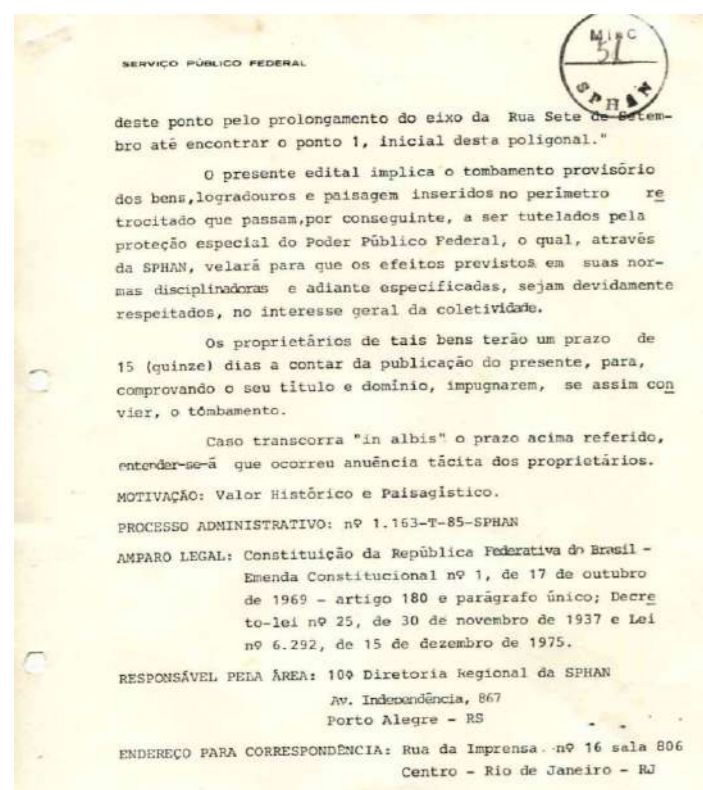 MinC
51
SPHAN
SERVIÇO PÚBLICO FEDERAL
deste ponto pelo prolongamento do eixo da Rua Sete de Setem-
bro até encontrar o ponto 1, inicial desta poligonal."
O presente edital implica o tombamento provisório
dos bens,logradouros e paisagem inseridos no perímetro re
trocitado que passam,por conseguinte, a ser tutelados pela
proteção especial do Poder Público Federal, o qual, através
da SPHAN, velará para que os efeitos previstos em suas nor-
mas disciplinadoras e adiante especificadas, sejam devidamente
respeitados, no interesse geral da coletividade.
Os proprietários de tais bens terão um prazo de
15 (quinze) dias a contar da publicação do presente, para,
comprovando o seu título e domínio, impugnarem, se assim con
vier, o tombamento.
Caso transcorra "in albis" o prazo acima referido,
entender-se-á que ocorreu anuência tácita dos proprietários.
MOTIVAÇÃO: Valor Histórico e Paisagístico.
PROCESSO ADMINISTRATIVO: nº 1.163-T-85-SPHAN
AMPARO LEGAL: Constituição da República Federativa do Brasil -
Emenda Constitucional nº 1, de 17 de outubro
de 1969 - artigo 180 e parágrafo único; Decre
to-lei nº 25, de 30 de novembro de 1937 e Lei
nº 6.292, de 15 de dezembro de 1975.
RESPONSÁVEL PELA ÁREA: 10ª Diretoria Regional da SPHAN
Av. Independência, 867
Porto Alegre - RS
ENDEREÇO PARA CORRESPONDÊNCIA: Rua da Imprensa nº 16 sala 806
Centro - Rio de Janeiro - RJ